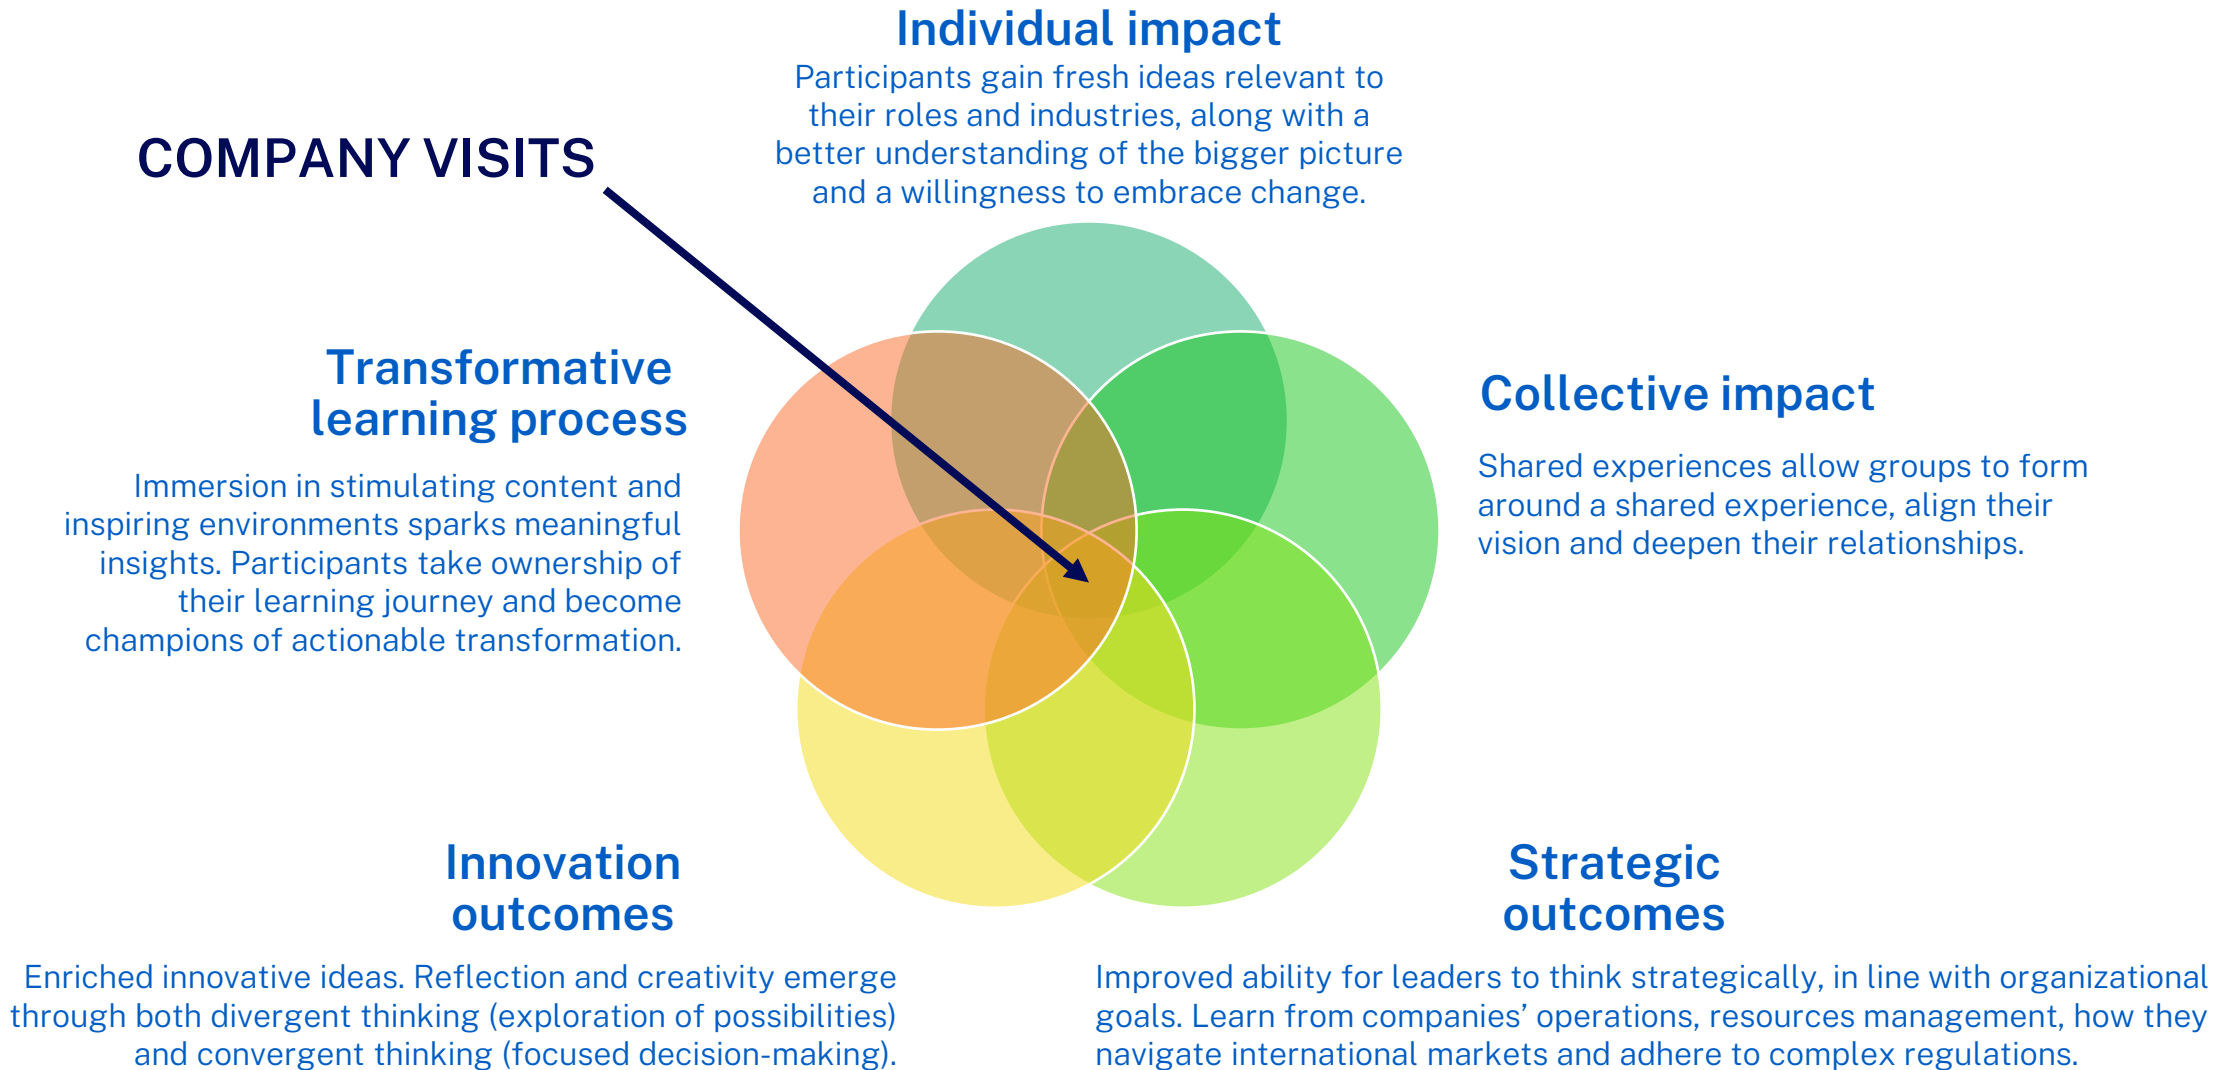 Individual impact
Participants gain fresh ideas relevant to
their roles and industries, along with a
better understanding of the bigger picture
and a willingness to embrace change.
COMPANY VISITS
Transformative
learning process
Immersion in stimulating content and
inspiring environments sparks meaningful
insights. Participants take ownership of
their learning journey and become
champions of actionable transformation.
Collective impact
Shared experiences allow groups to form
around a shared experience, align their
vision and deepen their relationships.
Innovation
outcomes
Enriched innovative ideas. Reflection and creativity emerge
through both divergent thinking (exploration of possibilities)
and convergent thinking (focused decision-making).
Strategic
outcomes
Improved ability for leaders to think strategically, in line with organizational
goals. Learn from companies’ operations, resources management, how they
navigate international markets and adhere to complex regulations.